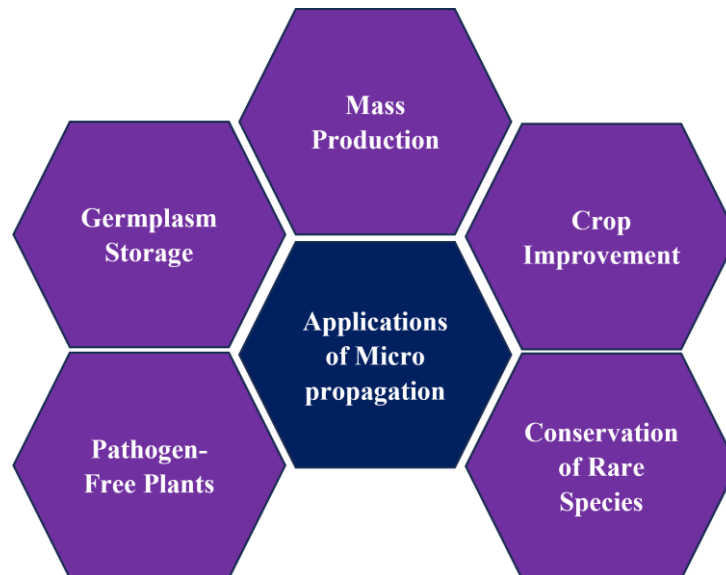 Mass
Production
Germplasm
Storage
Crop
Improvement
Applications
of Micro
propagation
Pathogen-
Free Plants
Conservation
of Rare
Species